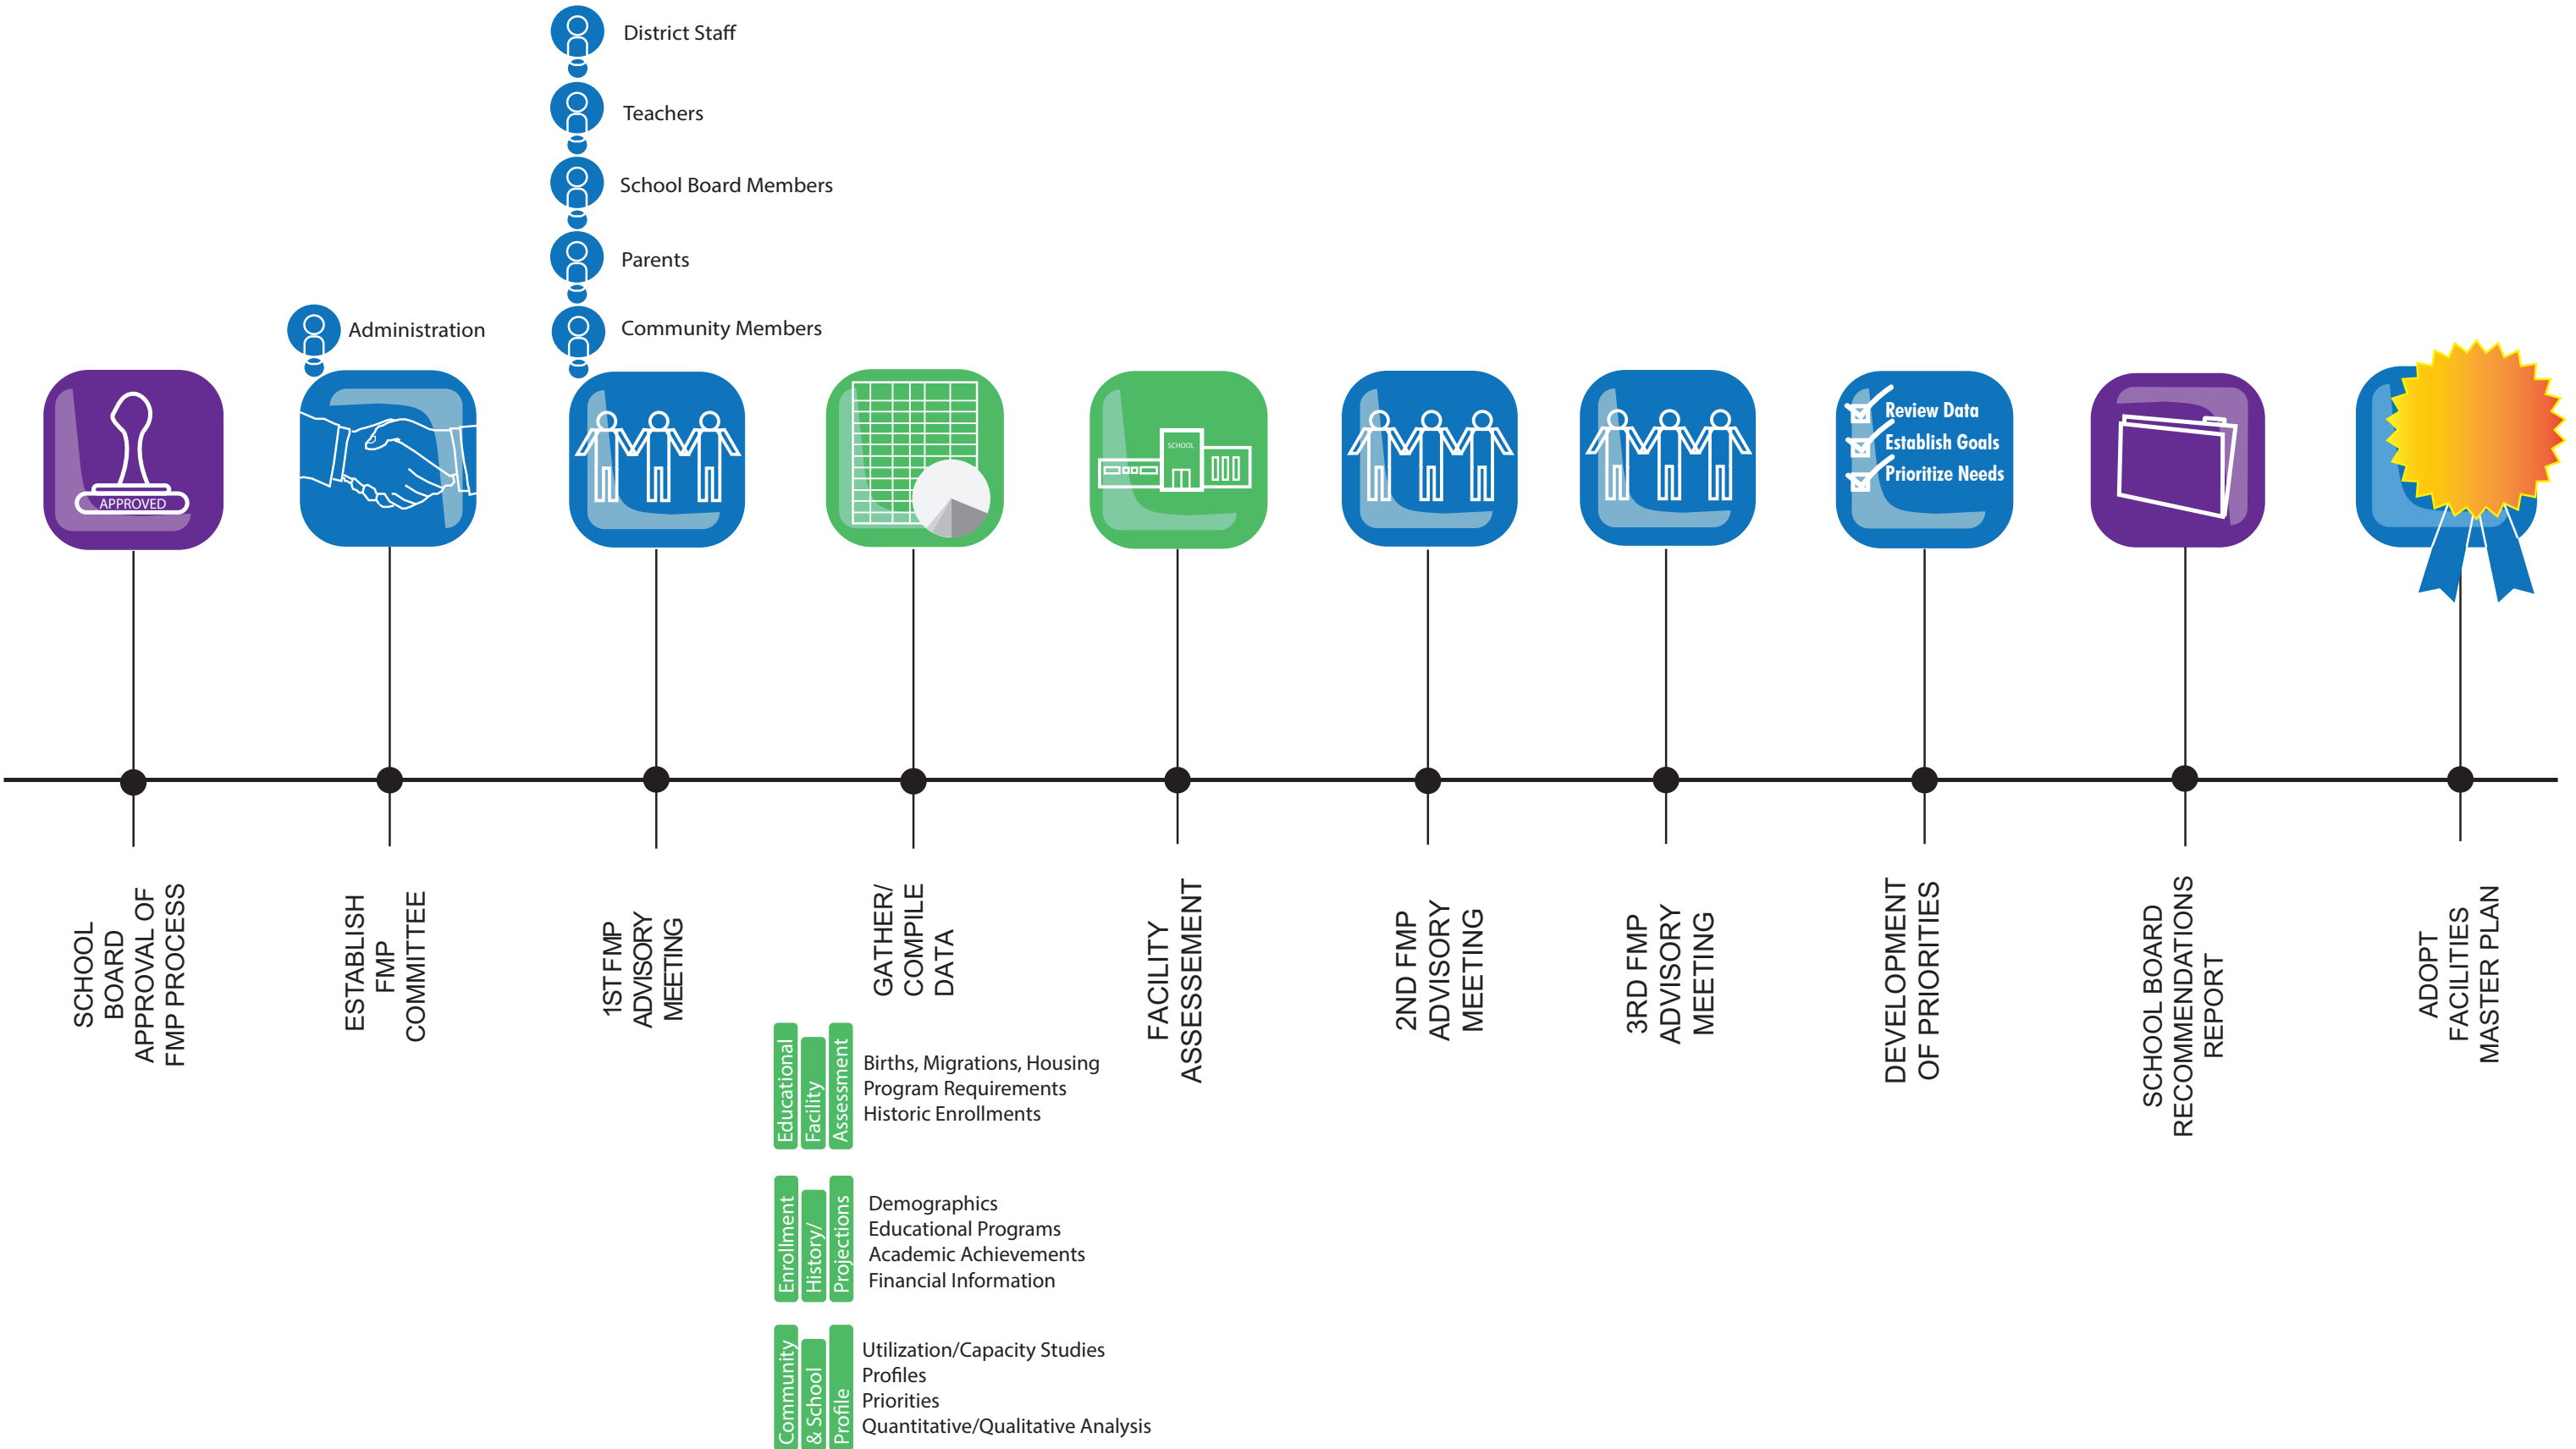 District Staff
Teachers
School Board Members
Parents
Community Members
Administration
APPROVED
SCHOOL
Review Data
Establish Goals
Prioritize Needs
SCHOOL
BOARD
APPROVAL OF
FMP PROCESS
ESTABLISH
FMP
COMMITTEE
1ST FMP
ADVISORY
MEETING
GATHER/
COMPILE
DATA
FACILITY
ASSESSEMENT
2ND FMP
ADVISORY
MEETING
3RD FMP
ADVISORY
MEETING
DEVELOPMENT
OF PRIORITIES
SCHOOL BOARD
RECOMMENDATIONS
REPORT
ADOPT
FACILITIES
MASTER PLAN
Educational
Facility
Assessment
Births, Migrations, Housing
Program Requirements
Historic Enrollments
Enrollment
History/
Projections
Demographics
Educational Programs
Academic Achievements
Financial Information
Community
& School
Profile
Utilization/Capacity Studies
Profiles
Priorities
Quantitative/Qualitative Analysis